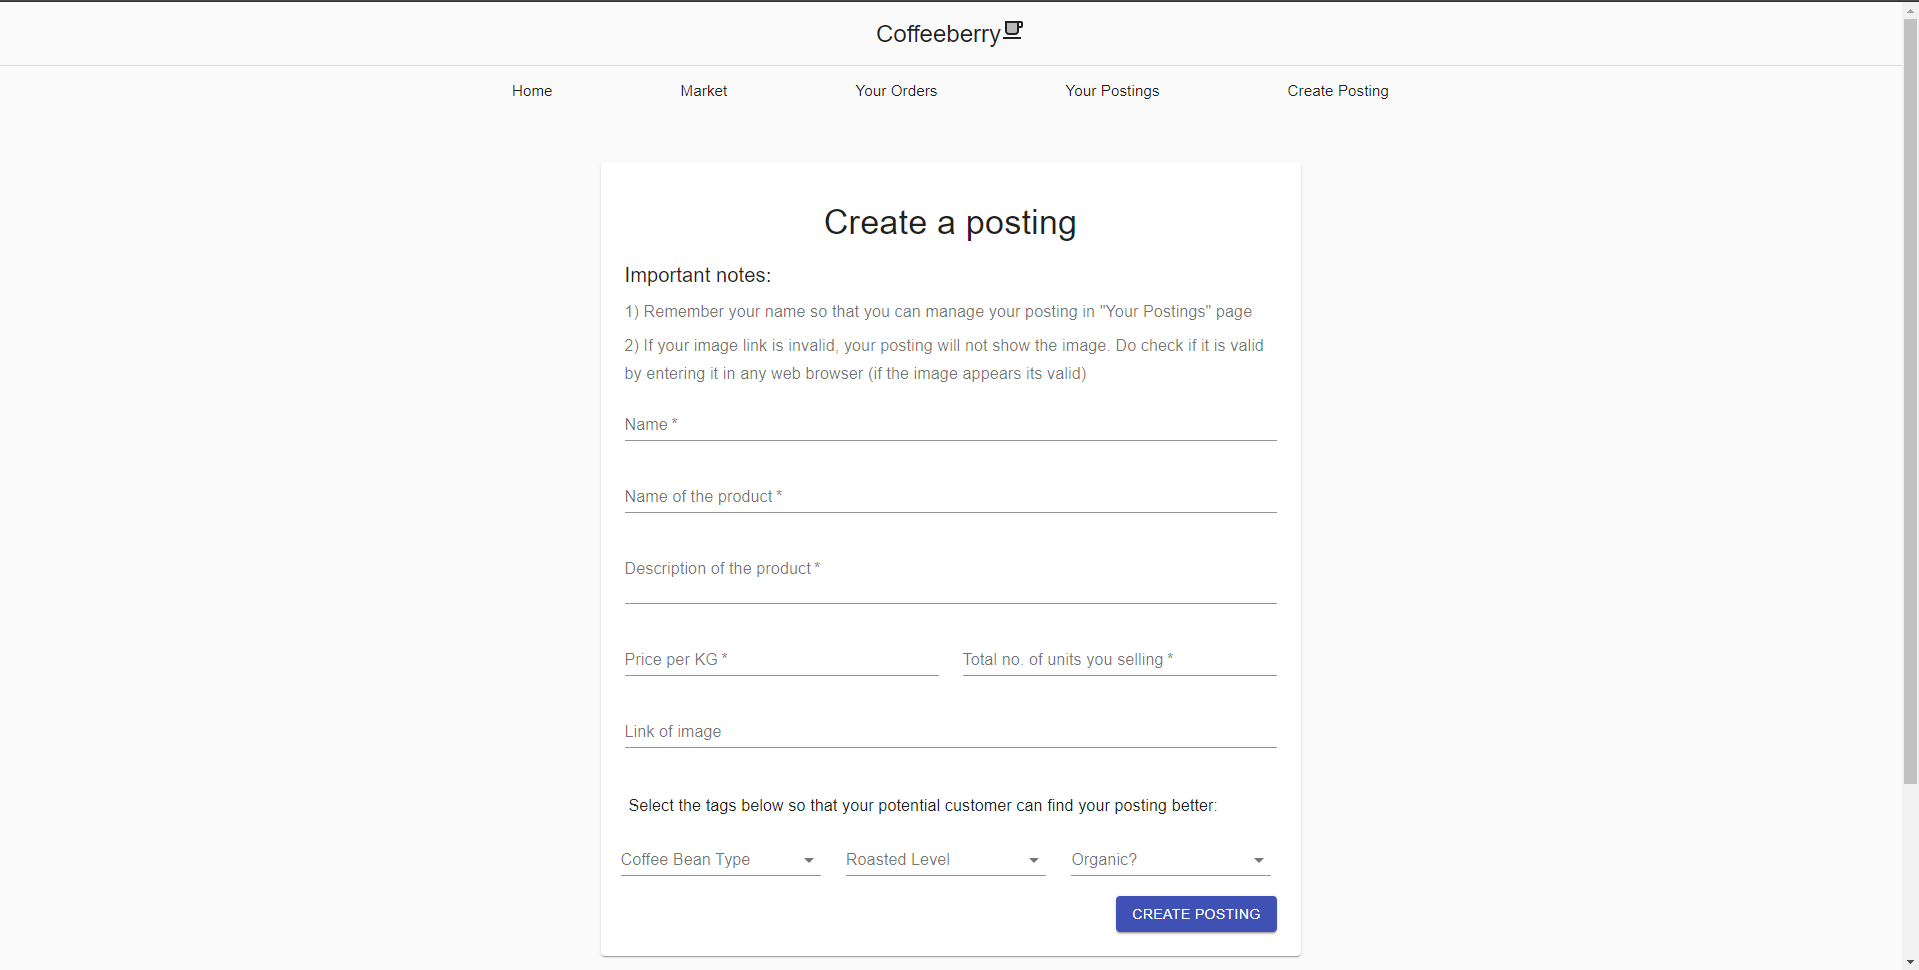 Coffeeberry
Home Market Your Orders Your Postings Create Posting
Create a posting
Important notes:
1) Remember your name so that you can manage your posting in "Your Postings" page
2) If your image link is invalid, your posting will not show the image. Do check if it is valid
by entering it in any web browser (if the image appears its valid)
Name *
Name of the product *
Description of the product *
Price per KG * Total no. of units you selling *
Link of image
Select the tags below so that your potential customer can find your posting better:
Coffee Bean Type Roasted Level Organic?
CREATE POSTING